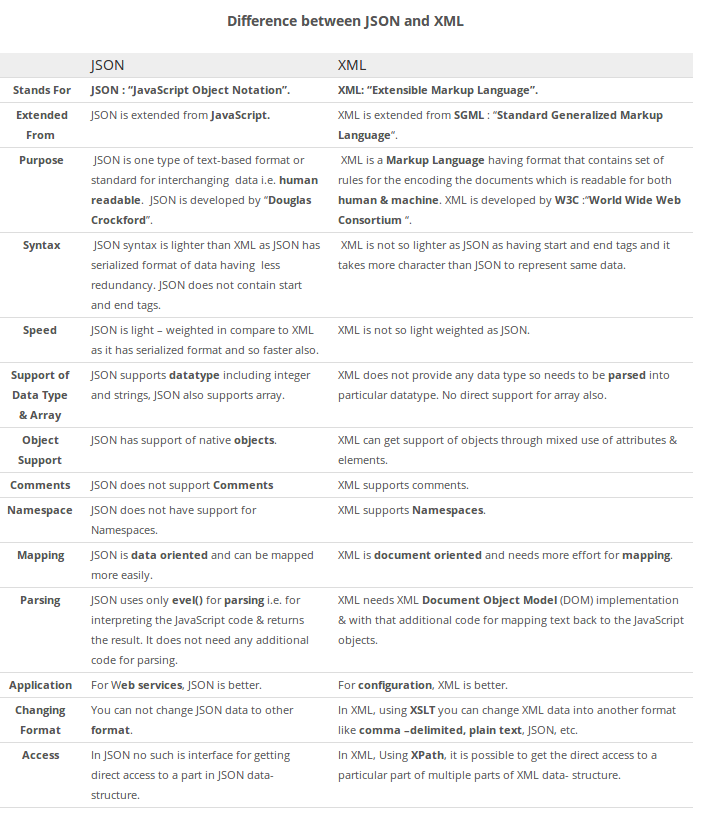 Difference between JSON and XML
JSON XML
Stands For JSON : “JavaScript Object Notation”. XML: “Extensible Markup Language”.
Extended JSON is extended from JavaScript. XML is extended from SGML : “Standard Generalized Markup
From Language”.
Purpose JSON is one type of text-based format or XML is a Markup Language having format that contains set of
standard for interchanging data i.e. human rules for the encoding the documents which is readable for both
readable. JSON is developed by “Douglas human & machine. XML is developed by W3C :“World Wide Web
Crockford”. Consortium “.
Syntax JSON syntax is lighter than XML as JSON has XML is not so lighter as JSON as having start and end tags and it
serialized format of data having less takes more character than JSON to represent same data.
redundancy. JSON does not contain start
and end tags.
Speed JSON is light – weighted in compare to XML XML is not so light weighted as JSON.
as it has serialized format and so faster also.
Support of JSON supports datatype including integer XML does not provide any data type so needs to be parsed into
Data Type and strings, JSON also supports array. particular datatype. No direct support for array also.
& Array
Object JSON has support of native objects. XML can get support of objects through mixed use of attributes &
Support elements.
Comments JSON does not support Comments XML supports comments.
Namespace JSON does not have support for XML supports Namespaces.
Namespaces.
Mapping JSON is data oriented and can be mapped XML is document oriented and needs more effort for mapping.
more easily.
Parsing JSON uses only evel() for parsing i.e. for XML needs XML Document Object Model (DOM) implementation
interpreting the JavaScript code & returns & with that additional code for mapping text back to the JavaScript
the result. It does not need any additional objects.
code for parsing.
Application For Web services, JSON is better. For configuration, XML is better.
Changing You can not change JSON data to other In XML, using XSLT you can change XML data into another format
Format format. like comma –delimited, plain text, JSON, etc.
Access In JSON no such is interface for getting In XML, Using XPath, it is possible to get the direct access to a
direct access to a part in JSON data- particular part of multiple parts of XML data- structure.
structure.